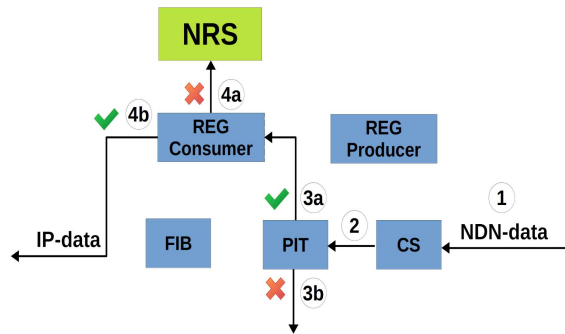 NRS
4a
4b
REG
Consumer
REG
Producer
3a
1
2
IP-data
FIB
PIT
CS
NDN-data
3b